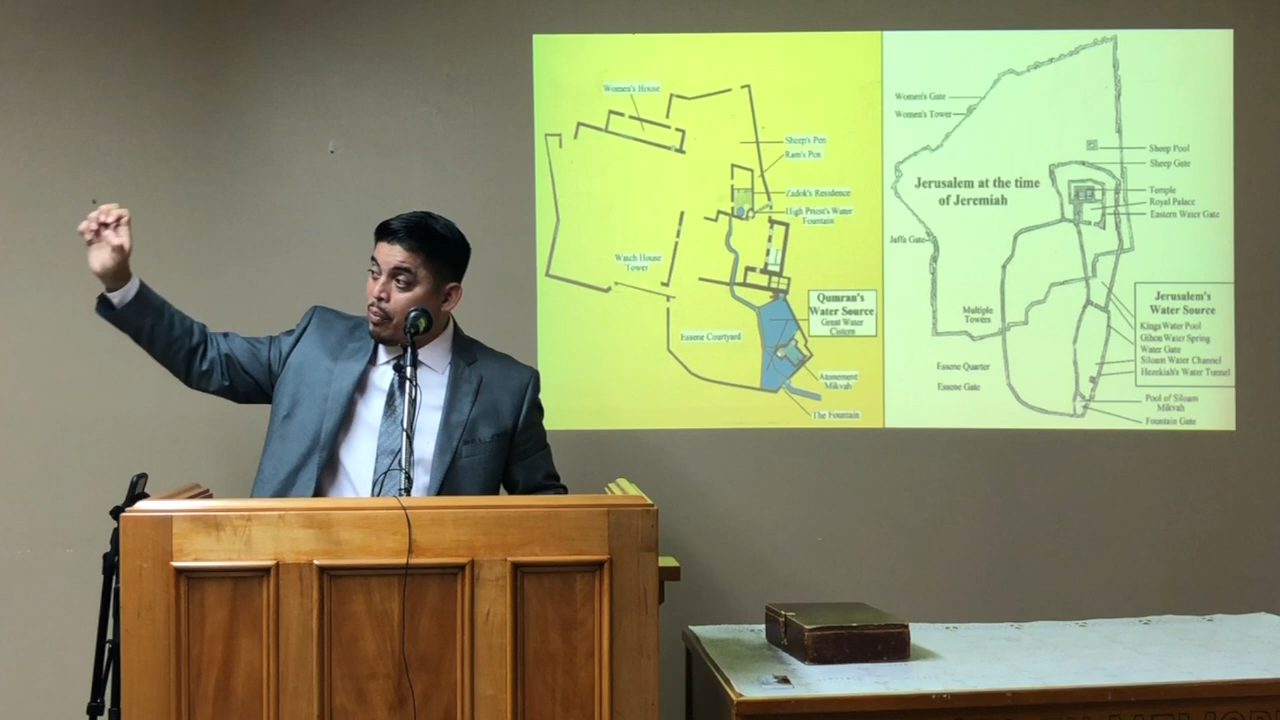 Women's House
Sheep's Pen
Ram's Pen
Zadok's Residence
High Priest's Water
Fountain
Watch House
Tower
Qumran's
Water Source
Great Water
Cistern
Essene Courtyard
Atonement
Mikvah
The Fountain
Women's Gate
Women's Tower
Sheep Pool
Sheep Gate
Jerusalem at the time
of Jeremiah
Temple
Royal Palace
Eastern Water Gate
Jaffa Gate
Jerusalem's
Water Source
Multiple
Towers
Kings Water Pool
Gihon Water Spring
Water Gate
Siloam Water Channel
Hezekiah's Water Tunnel
Essene Quarter
Essene Gate
Pool of Siloam
Mikvah
Fountain Gate